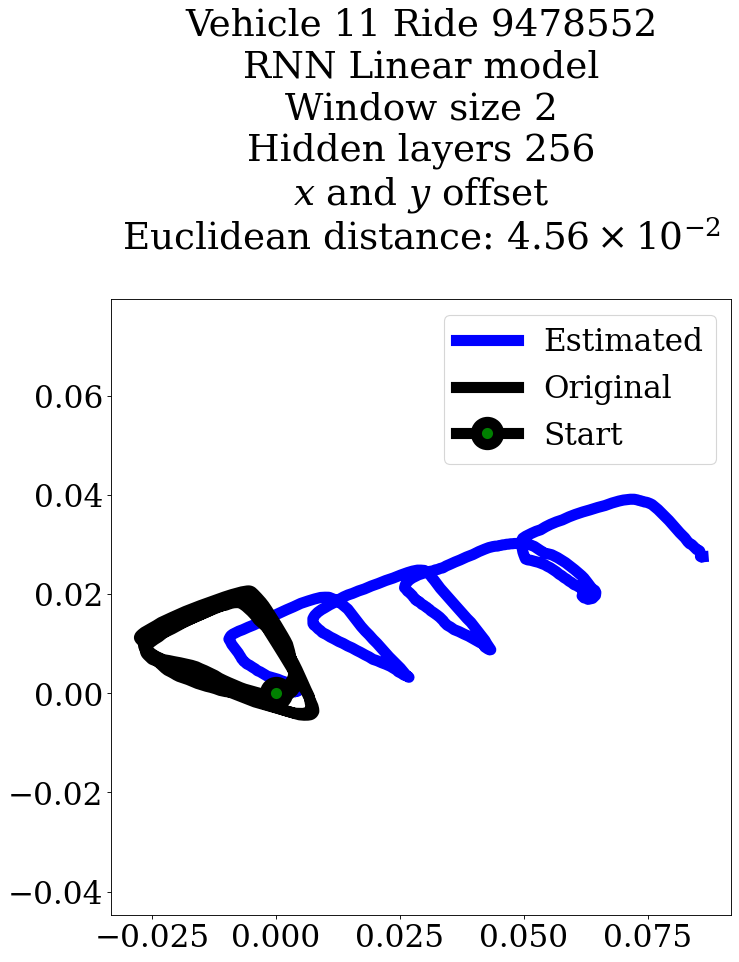 Vehicle 11 Ride 9478552
RNN Linear model
Window size 2
Hidden layers 256
x and y offset
Euclidean distance: 4.56 × 10⁻²
Estimated
Original
Start
0.06
0.04
0.02
0.00
−0.02
−0.04
−0.025 0.000 0.025 0.050 0.075